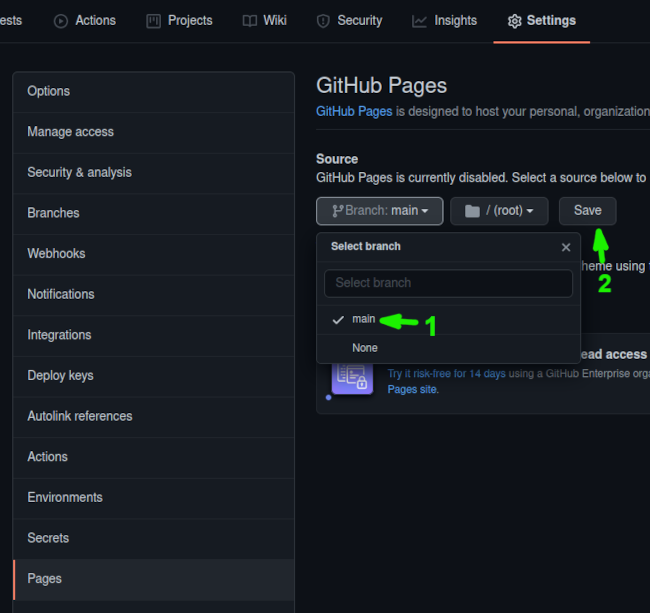 ests Actions Projects Wiki Security Insights Settings
Options
Manage access
Security & analysis
Branches
Webhooks
Notifications
Integrations
Deploy keys
Autolink references
Actions
Environments
Secrets
Pages
GitHub Pages
GitHub Pages is designed to host your personal, organization
Source
GitHub Pages is currently disabled. Select a source below to
Branch: main / (root) Save
Select branch
Select branch
heme using
2
main 1
None
ead access
Try it risk-free for 14 days using a GitHub Enterprise orga
Pages site.